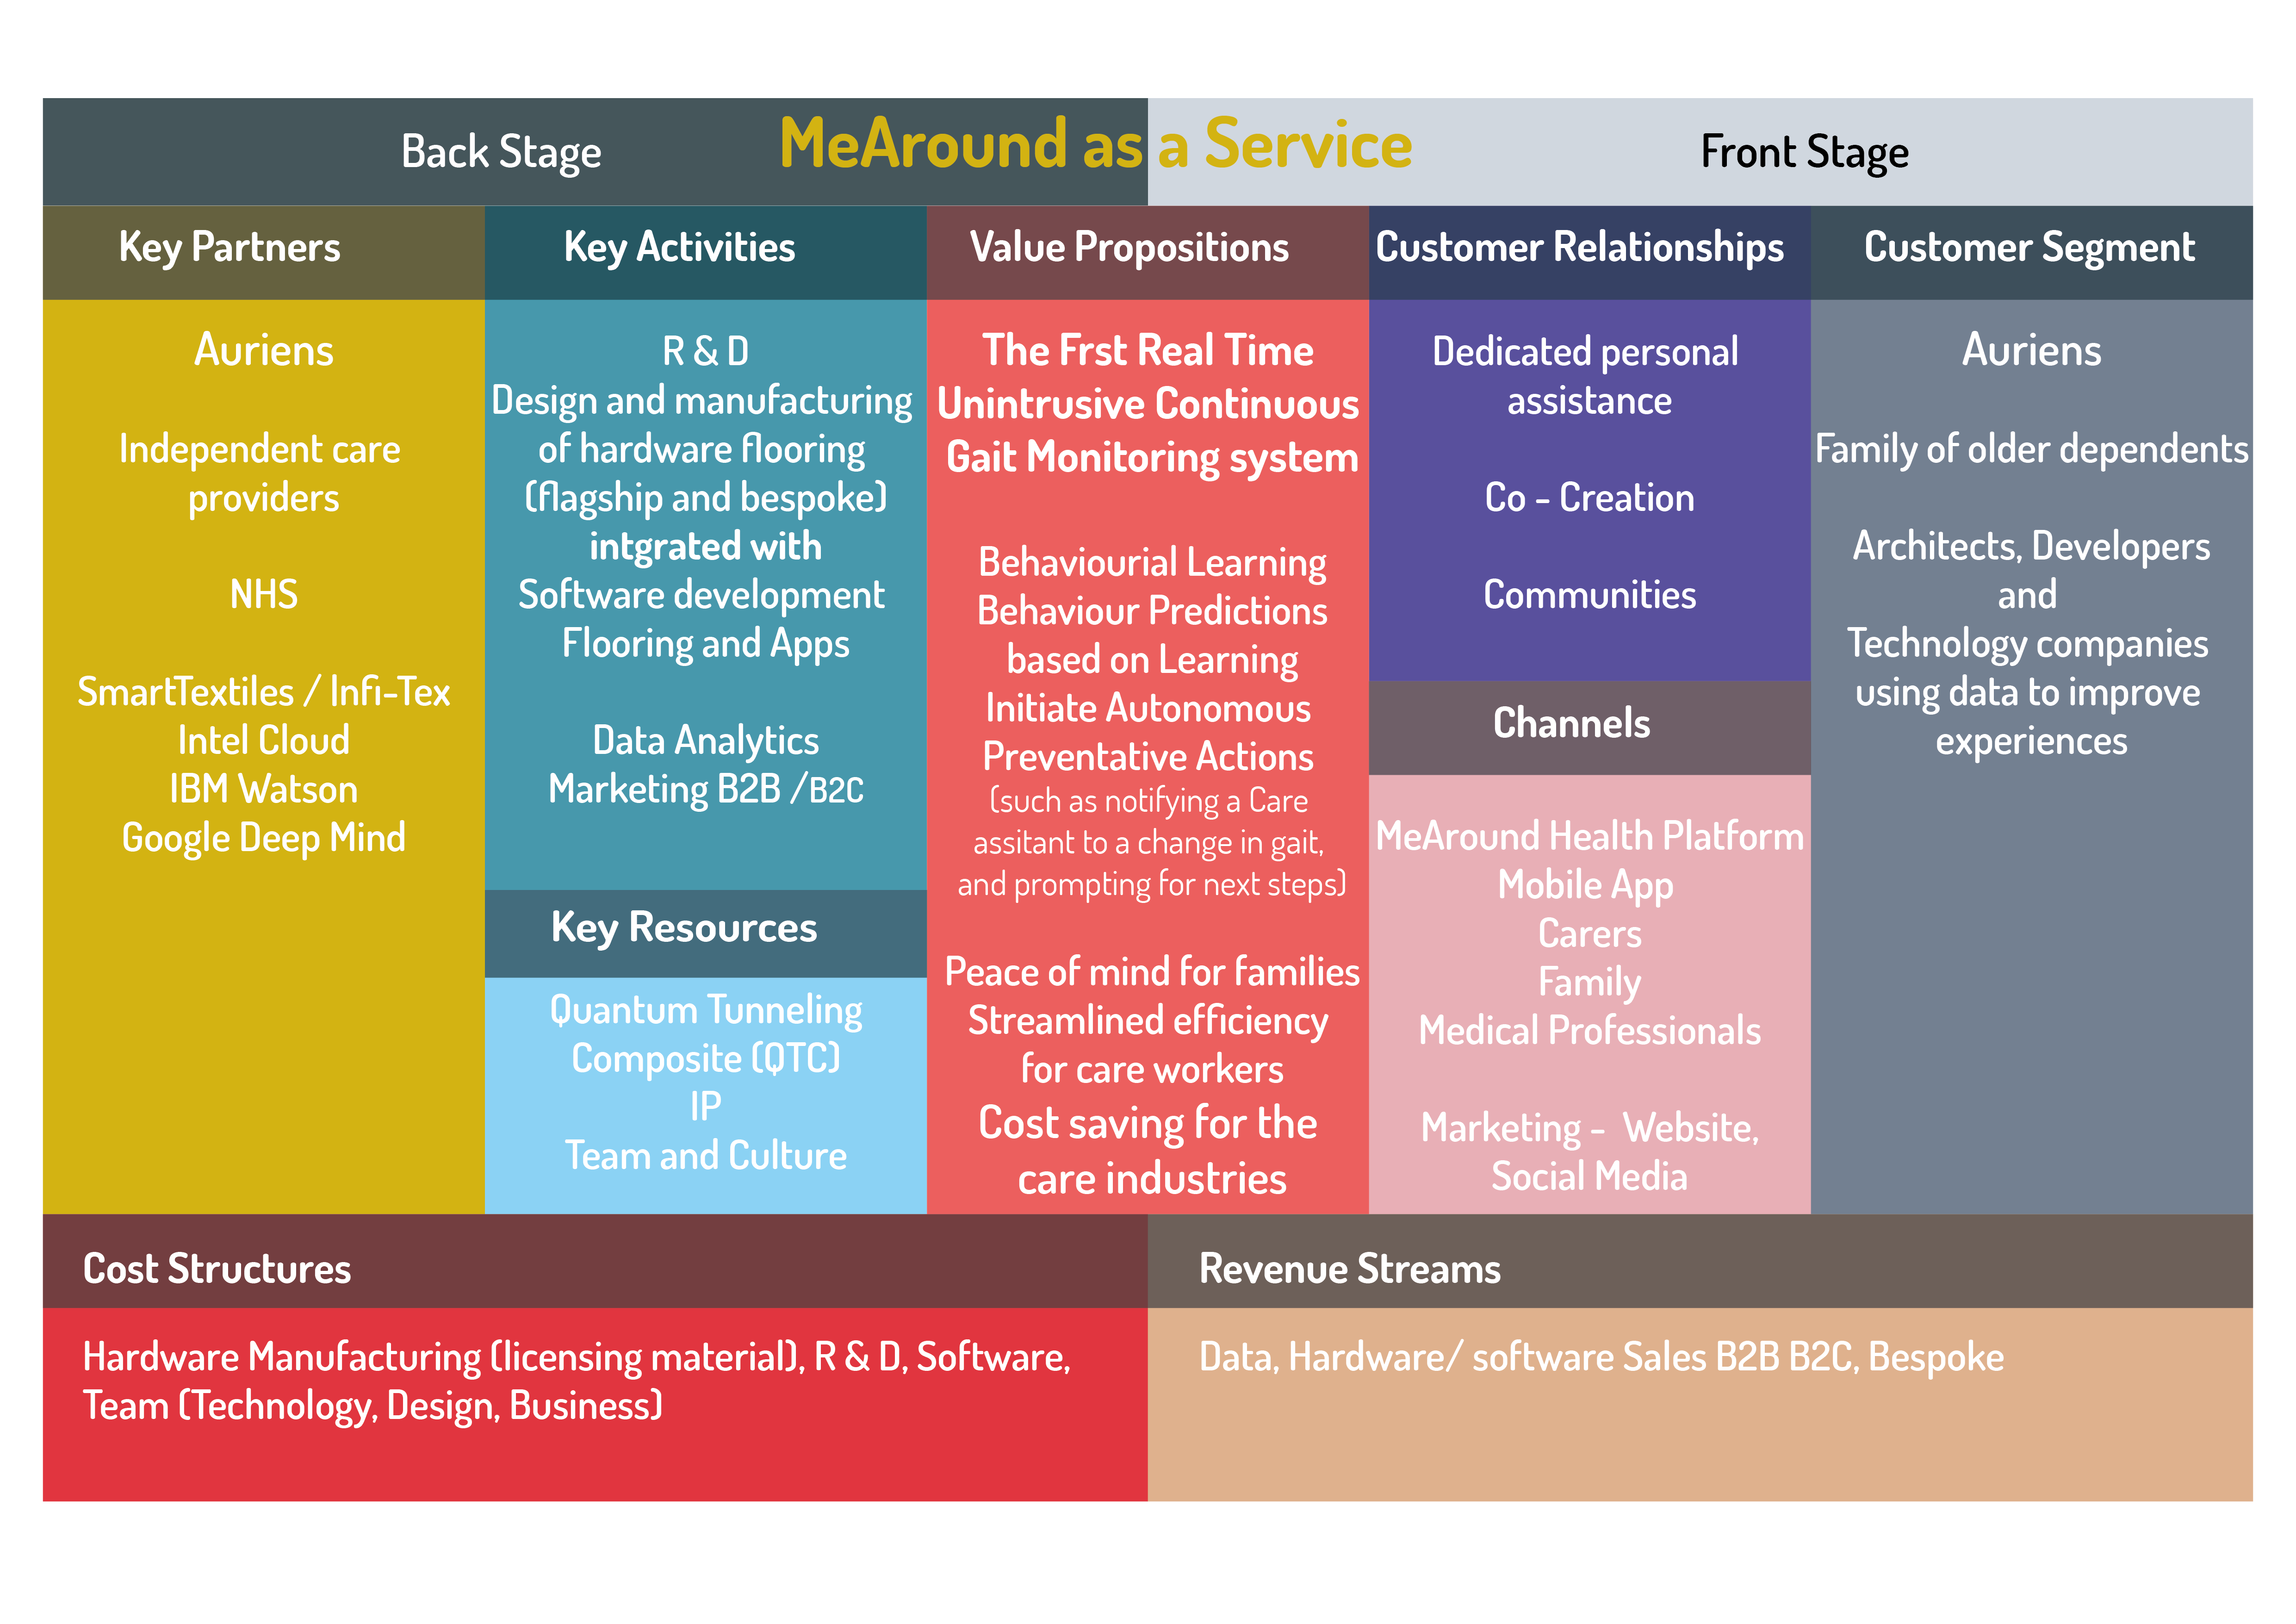 Back Stage
MeAround as a Service
Front Stage
Key Partners
Auriens
Independent care
providers
NHS
SmartTextiles / Infi-Tex
Intel Cloud
IBM Watson
Google Deep Mind
Key Activities
R & D
Design and manufacturing
of hardware flooring
(flagship and bespoke)
intgrated with
Software development
Flooring and Apps
Data Analytics
Marketing B2B /B2C
Key Resources
Quantum Tunneling
Composite (QTC)
IP
Team and Culture
Value Propositions
The Frst Real Time
Unintrusive Continuous
Gait Monitoring system
Behaviourial Learning
Behaviour Predictions
based on Learning
Initiate Autonomous
Preventative Actions
(such as notifying a Care
assitant to a change in gait,
and prompting for next steps)
Peace of mind for families
Streamlined efficiency
for care workers
Cost saving for the
care industries
Customer Relationships
Dedicated personal
assistance
Co - Creation
Communities
Channels
MeAround Health Platform
Mobile App
Carers
Family
Medical Professionals
Marketing -  Website,
Social Media
Customer Segment
Auriens
Family of older dependents
Architects, Developers
and
Technology companies
using data to improve
experiences
Cost Structures
Hardware Manufacturing (licensing material), R & D, Software,
Team (Technology, Design, Business)
Revenue Streams
Data, Hardware/ software Sales B2B B2C, Bespoke